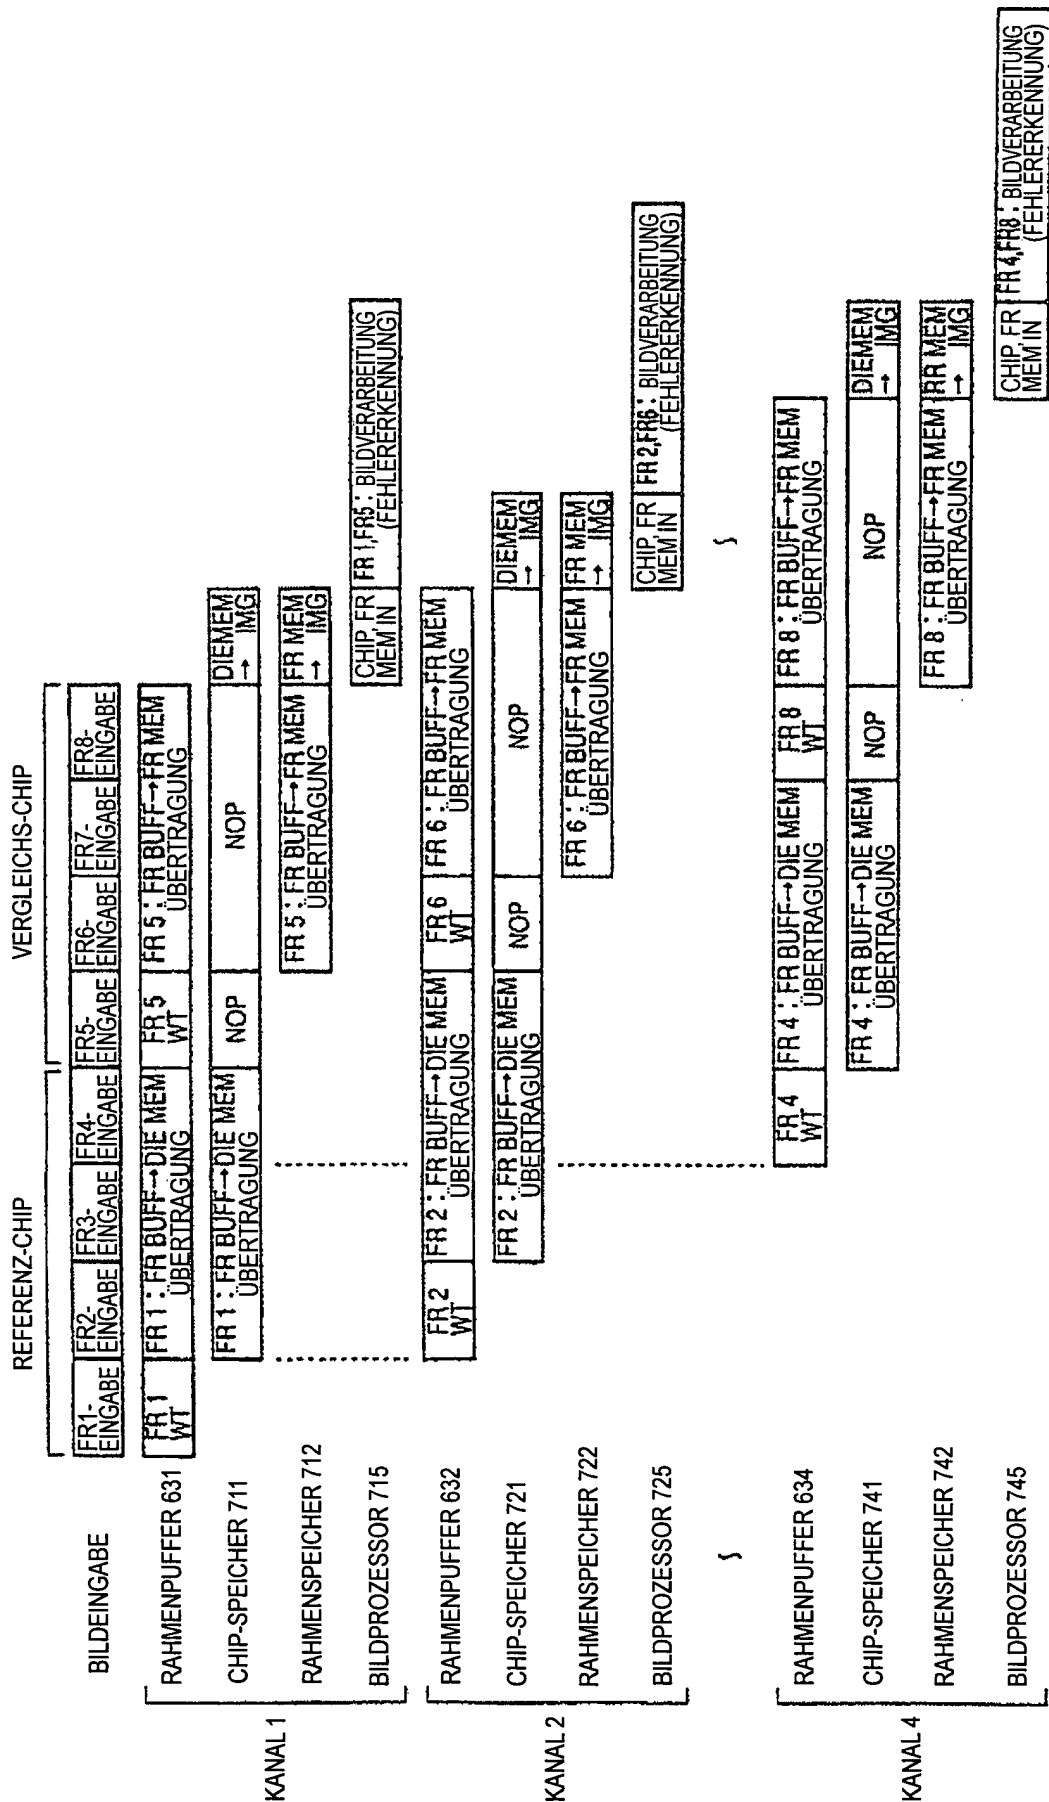 REFERENZ-CHIP
VERGLEICHS-CHIP
BILDEINGABE
FR1-
EINGABE
FR2-
EINGABE
FR3-
EINGABE
FR4-
EINGABE
FR5-
EINGABE
FR6-
EINGABE
FR7-
EINGABE
FR8-
EINGABE
KANAL 1
RAHMENPUFFER 631
FR 1
WT
FR 1 : FR BUFF→DIE MEM
ÜBERTRAGUNG
FR 5
WT
FR 5 : FR BUFF→FR MEM
ÜBERTRAGUNG
CHIP-SPEICHER 711
FR 1 : FR BUFF→DIE MEM
ÜBERTRAGUNG
NOP
NOP
DIEMEM
→ IMG
RAHMENSPEICHER 712
FR 5 : FR BUFF→FR MEM
ÜBERTRAGUNG
FR MEM
→ IMG
BILDPROZESSOR 715
CHIP, FR
MEM IN
FR 1,FR5 : BILDVERARBEITUNG
(FEHLERERKENNUNG)
KANAL 2
RAHMENPUFFER 632
FR 2
WT
FR 2 : FR BUFF→DIE MEM
ÜBERTRAGUNG
FR 6
WT
FR 6 : FR BUFF→FR MEM
ÜBERTRAGUNG
CHIP-SPEICHER 721
FR 2 : FR BUFF→DIE MEM
ÜBERTRAGUNG
NOP
NOP
DIEMEM
→ IMG
RAHMENSPEICHER 722
FR 6 : FR BUFF→FR MEM
ÜBERTRAGUNG
FR MEM
→ IMG
BILDPROZESSOR 725
CHIP, FR
MEM IN
FR 2,FR6 : BILDVERARBEITUNG
(FEHLERERKENNUNG)
KANAL 4
RAHMENPUFFER 634
FR 4
WT
FR 4 : FR BUFF→DIE MEM
ÜBERTRAGUNG
FR 8
WT
FR 8 : FR BUFF→FR MEM
ÜBERTRAGUNG
CHIP-SPEICHER 741
FR 4 : FR BUFF→DIE MEM
ÜBERTRAGUNG
NOP
NOP
DIEMEM
→ IMG
RAHMENSPEICHER 742
FR 8 : FR BUFF→FR MEM
ÜBERTRAGUNG
RR MEM
→ IMG
BILDPROZESSOR 745
CHIP, FR
MEM IN
FR 4,FR8 : BILDVERARBEITUNG
(FEHLERERKENNUNG)